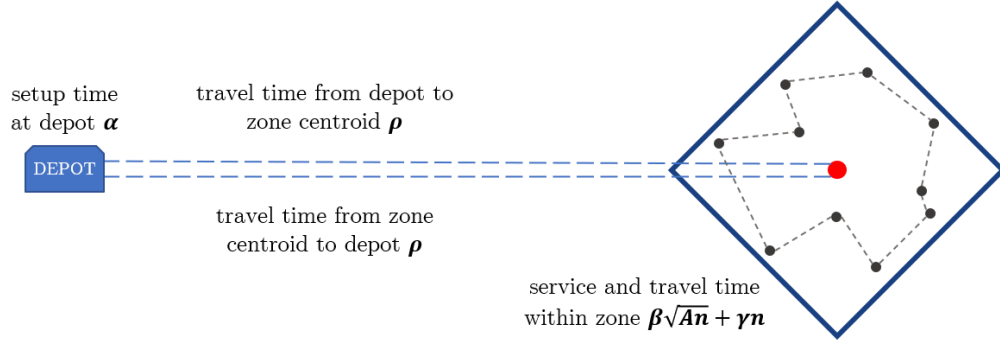 setup time
at depot α
DEPOT
travel time from depot to
zone centroid ρ
travel time from zone
centroid to depot ρ
service and travel time
within zone β√An + γn